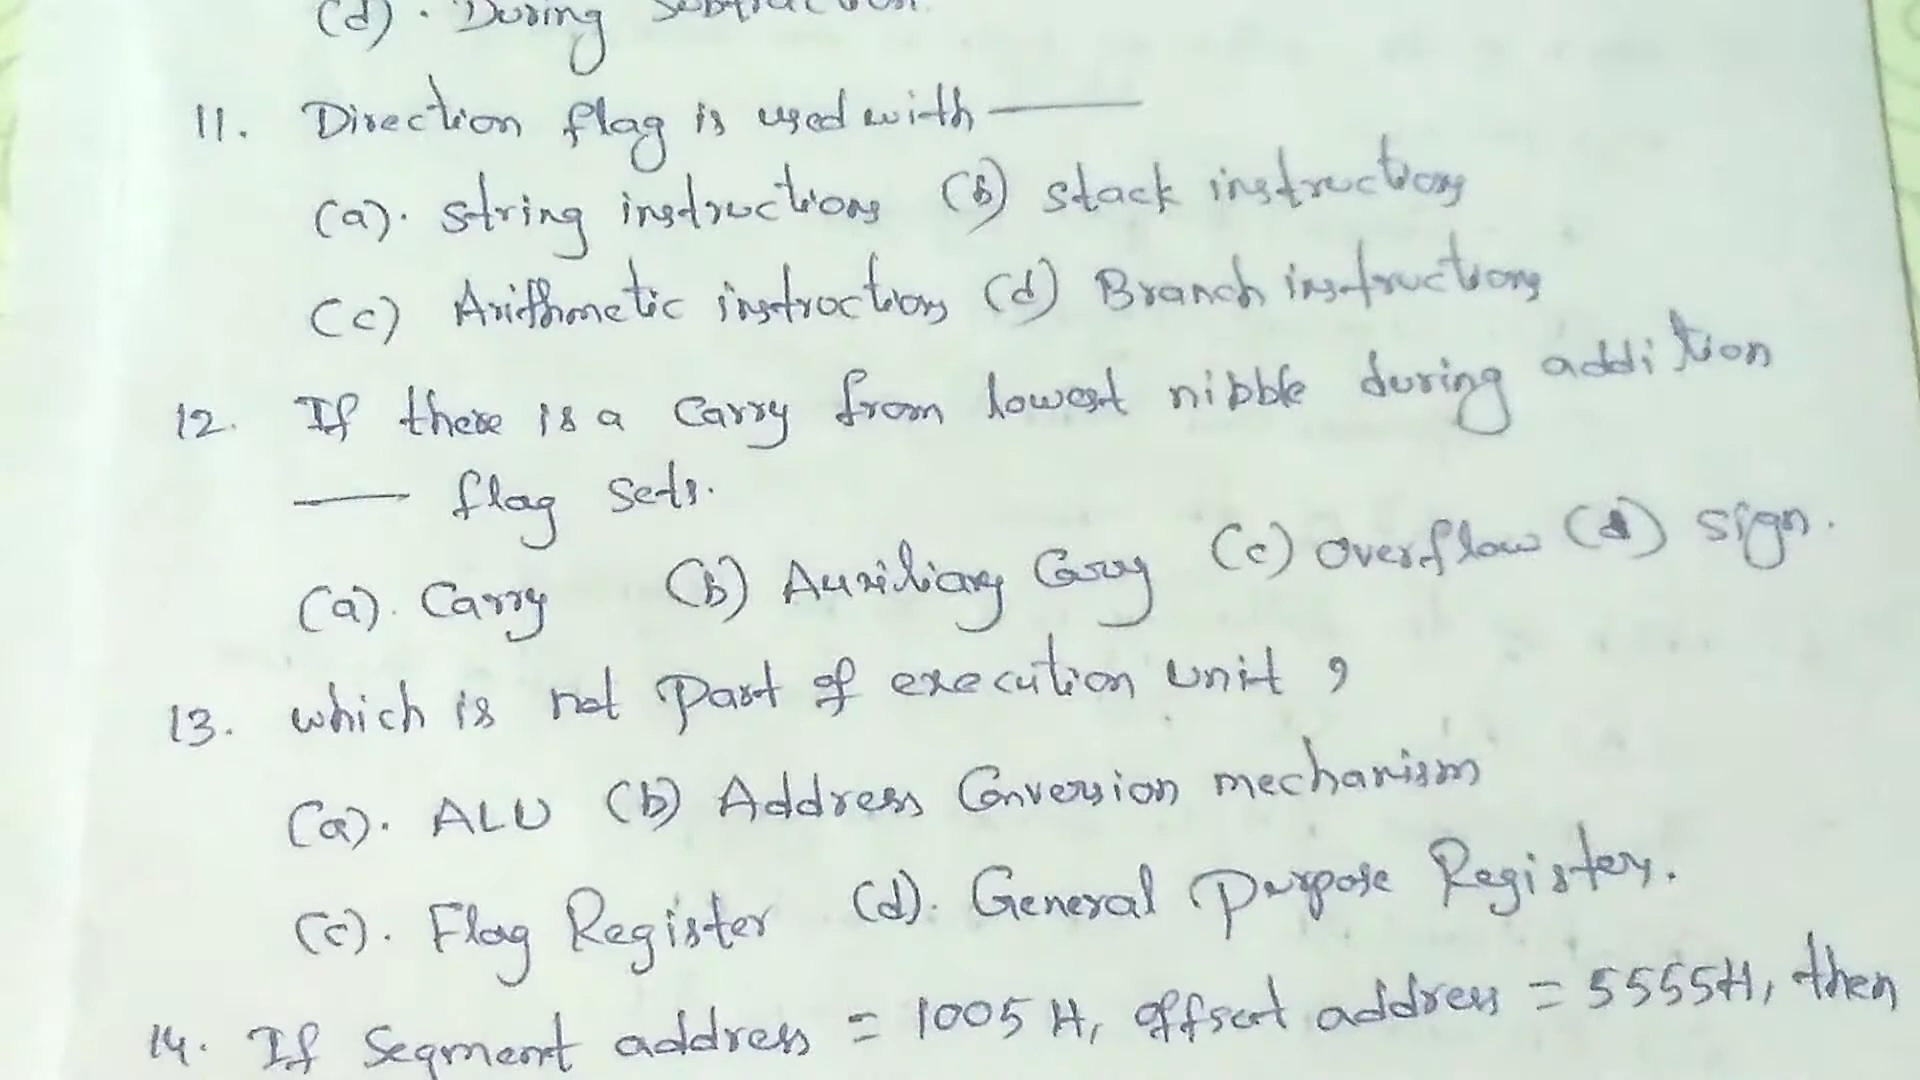 (d). During Subtraction.
11. Direction flag is used with ———
(a). string instructions (b) stack instructions
(c) Arithmetic instructions (d) Branch instructions
12. If there is a Carry from lowest nibble during addition
—— flag sets.
(a). Carry (b) Auxiliary Carry (c) overflow (d) sign.
13. which is not part of execution unit ?
(a). ALU (b) Address Conversion mechanism
(c). Flag Register (d). General Purpose Register.
14. If Segment address = 1005 H, offset address = 5555H, then